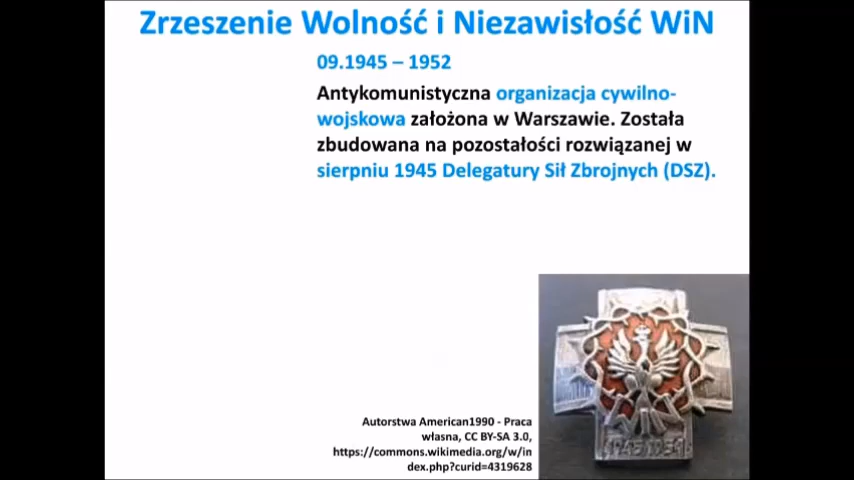 Zrzeszenie Wolność i Niezawisłość WiN
09.1945 – 1952
Antykomunistyczna organizacja cywilno-
wojskowa założona w Warszawie. Została
zbudowana na pozostałości rozwiązanej w
sierpniu 1945 Delegatury Sił Zbrojnych (DSZ).
Autorstwa American1990 - Praca
własna, CC BY-SA 3.0,
https://commons.wikimedia.org/w/in
dex.php?curid=4319628